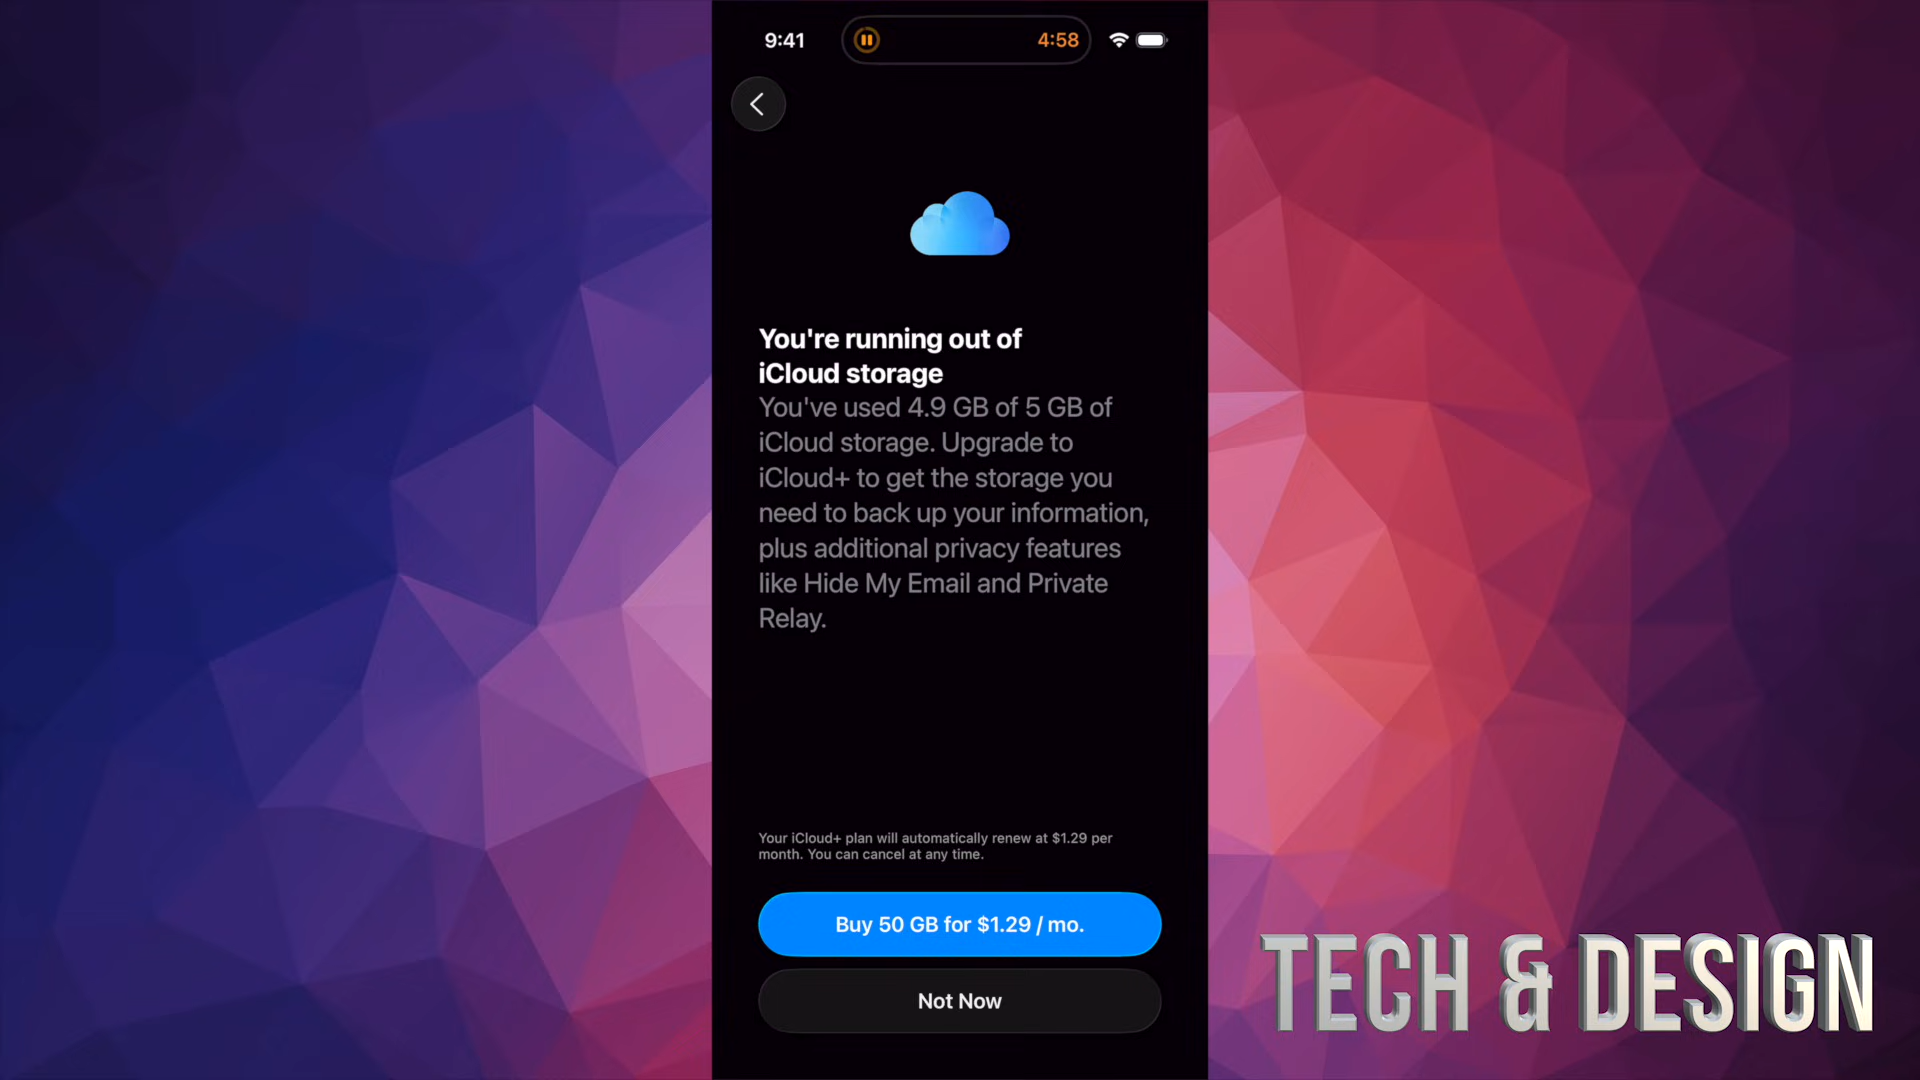 9:41
4:58
You're running out of
iCloud storage
You've used 4.9 GB of 5 GB of
iCloud storage. Upgrade to
iCloud+ to get the storage you
need to back up your information,
plus additional privacy features
like Hide My Email and Private
Relay.
Your iCloud+ plan will automatically renew at $1.29 per
month. You can cancel at any time.
Buy 50 GB for $1.29 / mo.
Not Now
TECH & DESIGN